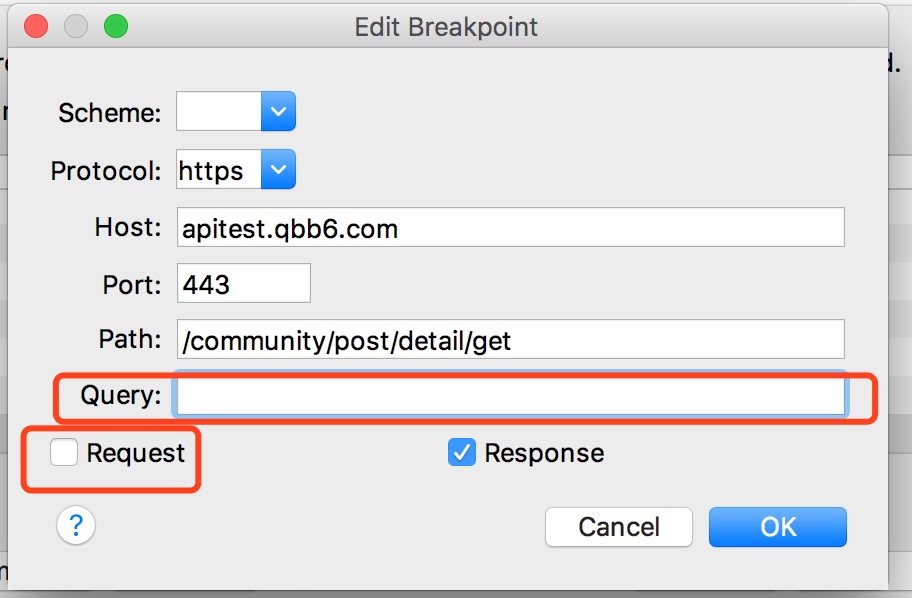 Edit Breakpoint
d.
Scheme:
Protocol: https
Host: apitest.qbb6.com
Port: 443
Path: /community/post/detail/get
Query:
Request Response
? Cancel OK